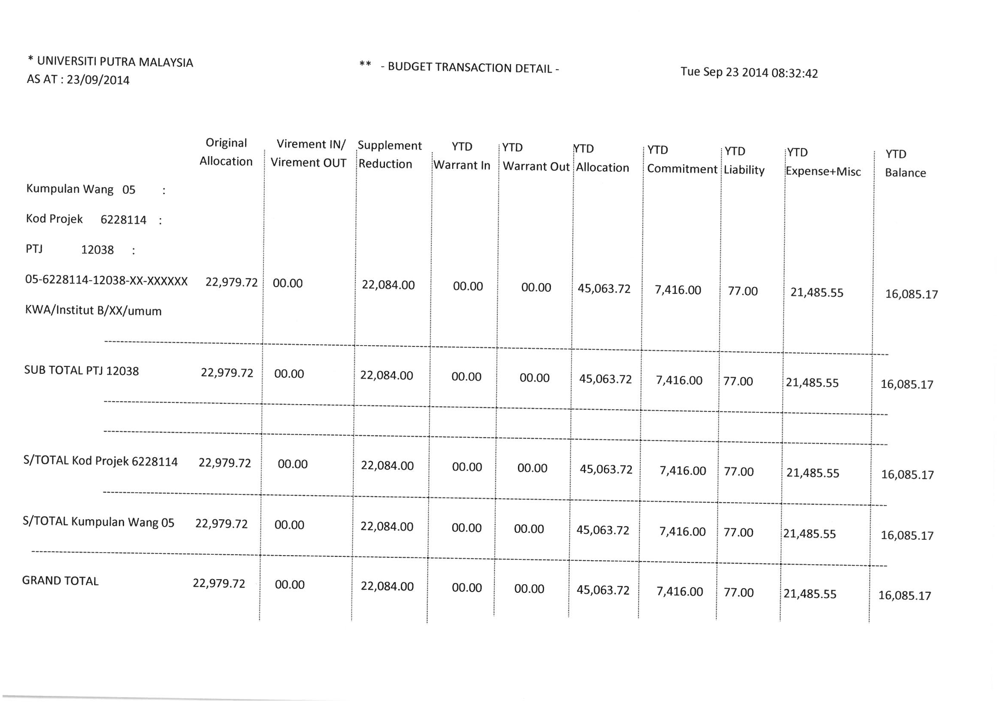 * UNIVERSITI PUTRA MALAYSIA ** - BUDGET TRANSACTION DETAIL - Tue Sep 23 2014 08:32:42
AS AT : 23/09/2014
Original Virement IN/ Supplement YTD YTD YTD YTD YTD YTD YTD
Allocation Virement OUT Reduction Warrant In Warrant Out Allocation Commitment Liability Expense+Misc Balance
Kumpulan Wang 05 :
Kod Projek 6228114 :
PTJ 12038 :
05-6228114-12038-XX-XXXXXX 22,979.72 00.00 22,084.00 00.00 00.00 45,063.72 7,416.00 77.00 21,485.55 16,085.17
KWA/Institut B/XX/umum
SUB TOTAL PTJ 12038 22,979.72 00.00 22,084.00 00.00 00.00 45,063.72 7,416.00 77.00 21,485.55 16,085.17
S/TOTAL Kod Projek 6228114 22,979.72 00.00 22,084.00 00.00 00.00 45,063.72 7,416.00 77.00 21,485.55 16,085.17
S/TOTAL Kumpulan Wang 05 22,979.72 00.00 22,084.00 00.00 00.00 45,063.72 7,416.00 77.00 21,485.55 16,085.17
GRAND TOTAL 22,979.72 00.00 22,084.00 00.00 00.00 45,063.72 7,416.00 77.00 21,485.55 16,085.17